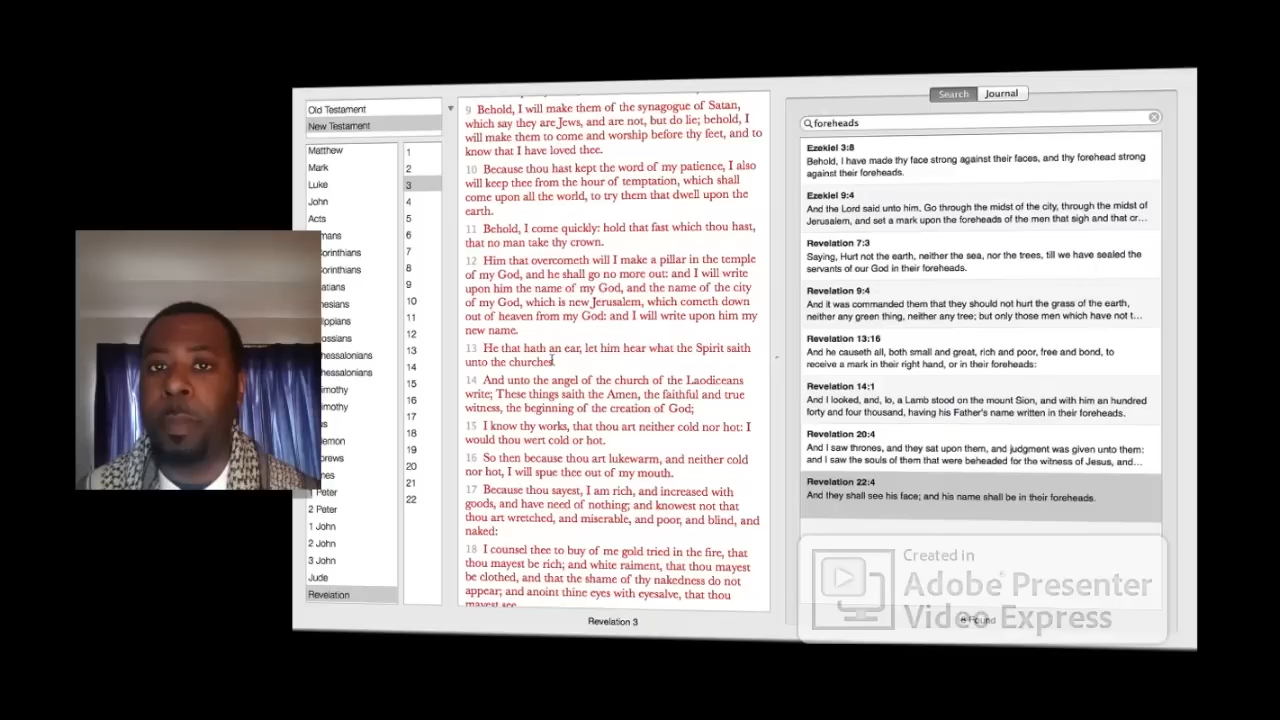 Old Testament
New Testament
Matthew
Mark
Luke
John
Acts
mans
orinthians
orinthians
atians
nesians
ippians
ossians
hessalonians
hessalonians
imothy
imothy
us
lemon
brews
nes
1 Peter
2 Peter
1 John
2 John
3 John
Jude
Revelation
1
2
3
4
5
6
7
8
9
10
11
12
13
14
15
16
17
18
19
20
21
22
9 Behold, I will make them of the synagogue of Satan,
which say they are Jews, and are not, but do lie; behold, I
will make them to come and worship before thy feet, and to
know that I have loved thee.
10 Because thou hast kept the word of my patience, I also
will keep thee from the hour of temptation, which shall
come upon all the world, to try them that dwell upon the
earth.
11 Behold, I come quickly: hold that fast which thou hast,
that no man take thy crown.
12 Him that overcometh will I make a pillar in the temple
of my God, and he shall go no more out: and I will write
upon him the name of my God, and the name of the city
of my God, which is new Jerusalem, which cometh down
out of heaven from my God: and I will write upon him my
new name.
13 He that hath an ear, let him hear what the Spirit saith
unto the churches.
14 And unto the angel of the church of the Laodiceans
write; These things saith the Amen, the faithful and true
witness, the beginning of the creation of God;
15 I know thy works, that thou art neither cold nor hot: I
would thou wert cold or hot.
16 So then because thou art lukewarm, and neither cold
nor hot, I will spue thee out of my mouth.
17 Because thou sayest, I am rich, and increased with
goods, and have need of nothing; and knowest not that
thou art wretched, and miserable, and poor, and blind, and
naked:
18 I counsel thee to buy of me gold tried in the fire, that
thou mayest be rich; and white raiment, that thou mayest
be clothed, and that the shame of thy nakedness do not
appear; and anoint thine eyes with eyesalve, that thou
mayest see.
Revelation 3
Search Journal
foreheads
Ezekiel 3:8
Behold, I have made thy face strong against their faces, and thy forehead strong
against their foreheads.
Ezekiel 9:4
And the Lord said unto him, Go through the midst of the city, through the midst of
Jerusalem, and set a mark upon the foreheads of the men that sigh and that cr...
Revelation 7:3
Saying, Hurt not the earth, neither the sea, nor the trees, till we have sealed the
servants of our God in their foreheads.
Revelation 9:4
And it was commanded them that they should not hurt the grass of the earth,
neither any green thing, neither any tree; but only those men which have not t...
Revelation 13:16
And he causeth all, both small and great, rich and poor, free and bond, to
receive a mark in their right hand, or in their foreheads:
Revelation 14:1
And I looked, and, lo, a Lamb stood on the mount Sion, and with him an hundred
forty and four thousand, having his Father's name written in their foreheads.
Revelation 20:4
And I saw thrones, and they sat upon them, and judgment was given unto them:
and I saw the souls of them that were beheaded for the witness of Jesus, and...
Revelation 22:4
And they shall see his face; and his name shall be in their foreheads.
8 Found
Created in
Adobe Presenter
Video Express